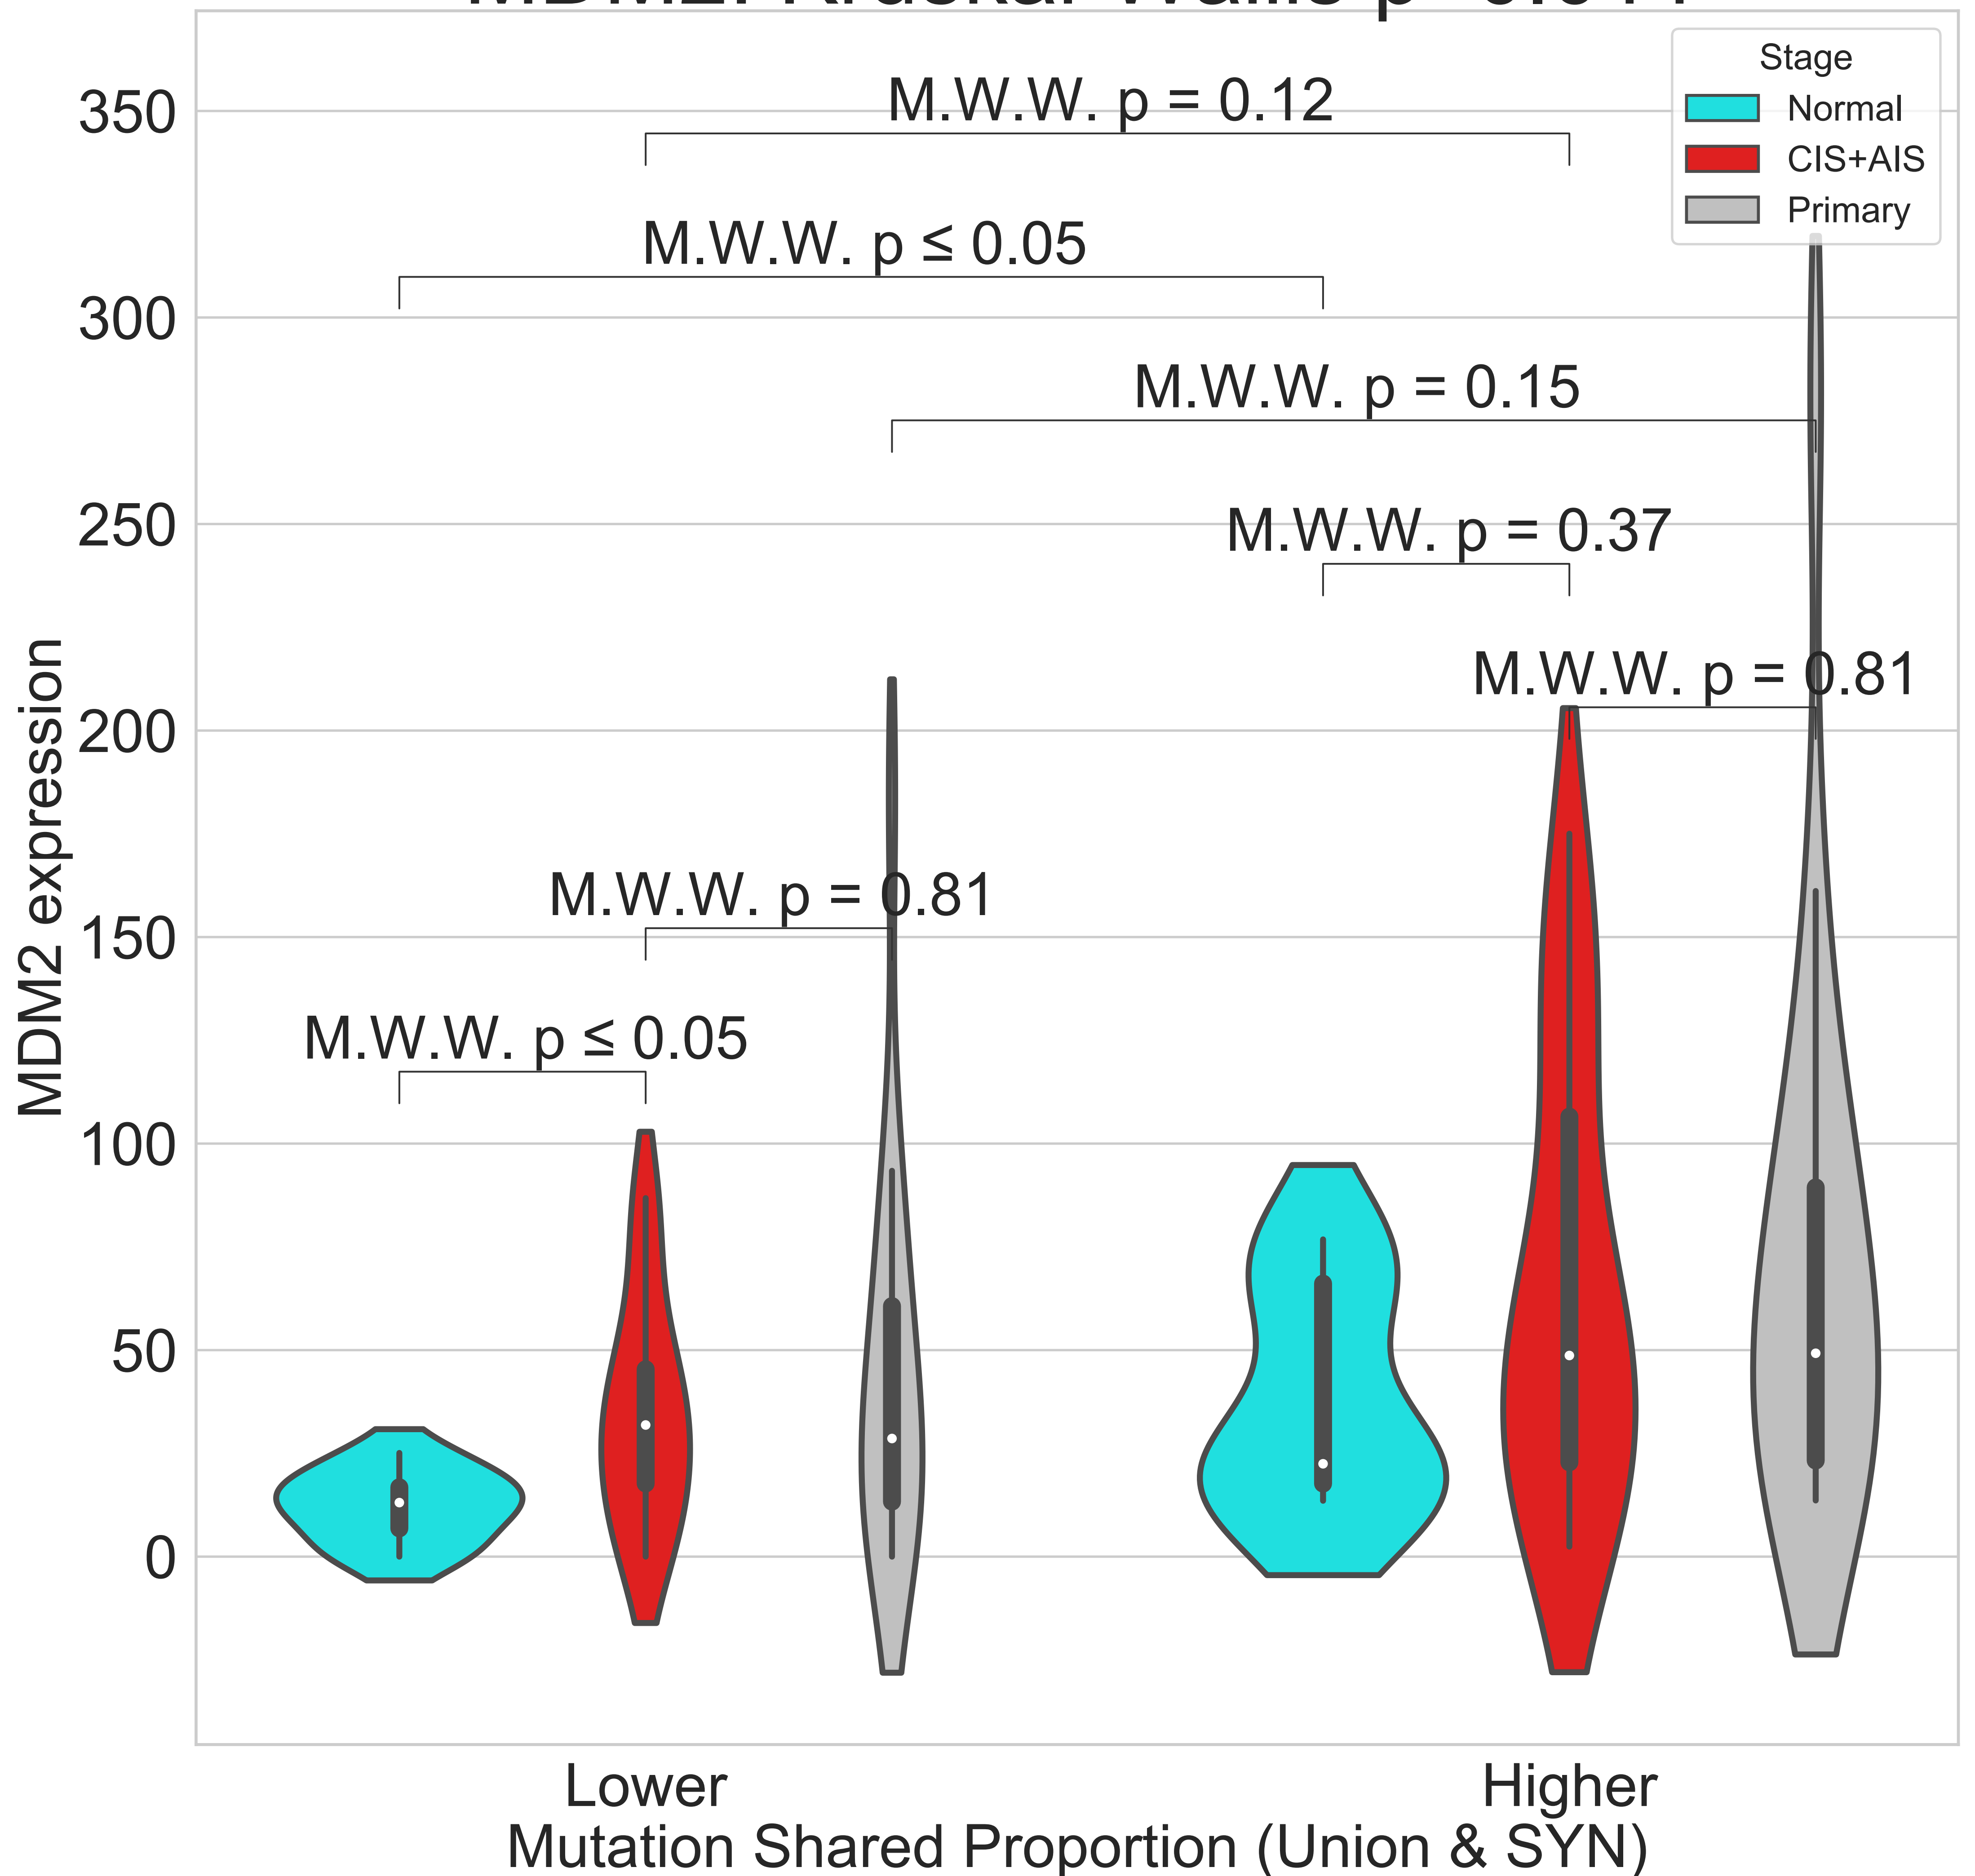 Stage
Normal
CIS+AIS
Primary
M.W.W. p = 0.12
M.W.W. p ≤ 0.05
M.W.W. p = 0.15
M.W.W. p = 0.37
M.W.W. p = 0.81
M.W.W. p = 0.81
M.W.W. p ≤ 0.05
350
300
250
200
150
100
50
0
MDM2 expression
Lower
Higher
Mutation Shared Proportion (Union & SYN)